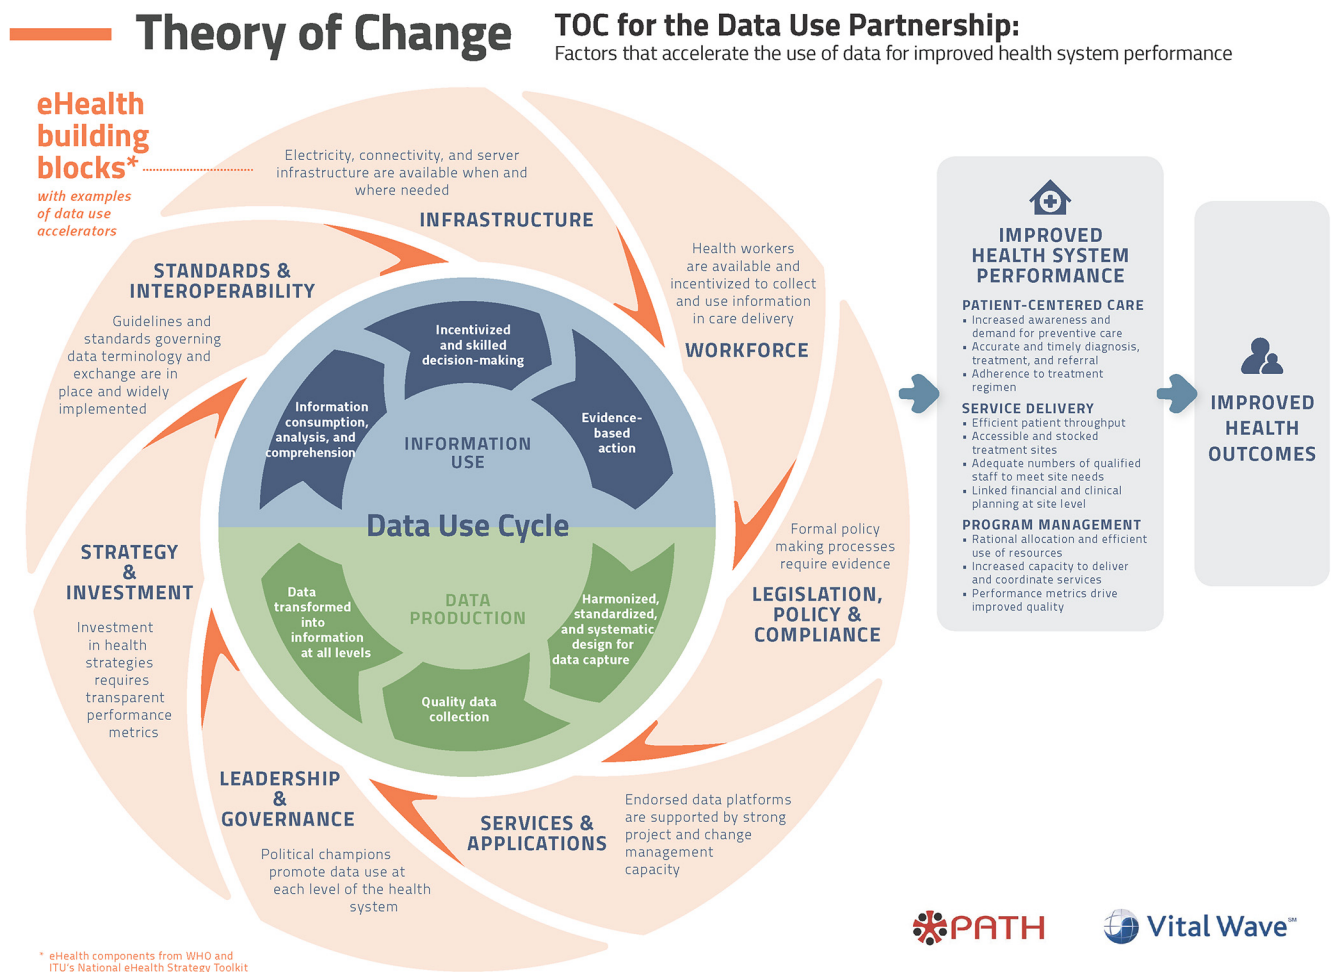 Theory of Change
TOC for the Data Use Partnership:
Factors that accelerate the use of data for improved health system performance
eHealth
building
blocks*
with examples
of data use
accelerators
Electricity, connectivity, and server
infrastructure are available when and
where needed
INFRASTRUCTURE
Health workers
are available and
incentivized to collect
and use information
in care delivery
WORKFORCE
Formal policy
making processes
require evidence
LEGISLATION,
POLICY &
COMPLIANCE
Endorsed data platforms
are supported by strong
project and change
management
capacity
SERVICES &
APPLICATIONS
LEADERSHIP
&
GOVERNANCE
Political champions
promote data use at
each level of the health
system
STRATEGY
&
INVESTMENT
Investment
in health
strategies
requires
transparent
performance
metrics
STANDARDS &
INTEROPERABILITY
Guidelines and
standards governing
data terminology and
exchange are in
place and widely
implemented
Incentivized
and skilled
decision-making
Evidence-
based
action
Information
consumption,
analysis, and
comprehension
INFORMATION
USE
Data Use Cycle
DATA
PRODUCTION
Harmonized,
standardized,
and systematic
design for
data capture
Quality data
collection
Data
transformed
into
information
at all levels
IMPROVED
HEALTH SYSTEM
PERFORMANCE
PATIENT-CENTERED CARE
▪ Increased awareness and
demand for preventive care
▪ Accurate and timely diagnosis,
treatment, and referral
▪ Adherence to treatment
regimen
SERVICE DELIVERY
▪ Efficient patient throughput
▪ Accessible and stocked
treatment sites
▪ Adequate numbers of qualified
staff to meet site needs
▪ Linked financial and clinical
planning at site level
PROGRAM MANAGEMENT
▪ Rational allocation and efficient
use of resources
▪ Increased capacity to deliver
and coordinate services
▪ Performance metrics drive
improved quality
IMPROVED
HEALTH
OUTCOMES
PATH
Vital Wave℠
* eHealth components from WHO and
ITU's National eHealth Strategy Toolkit